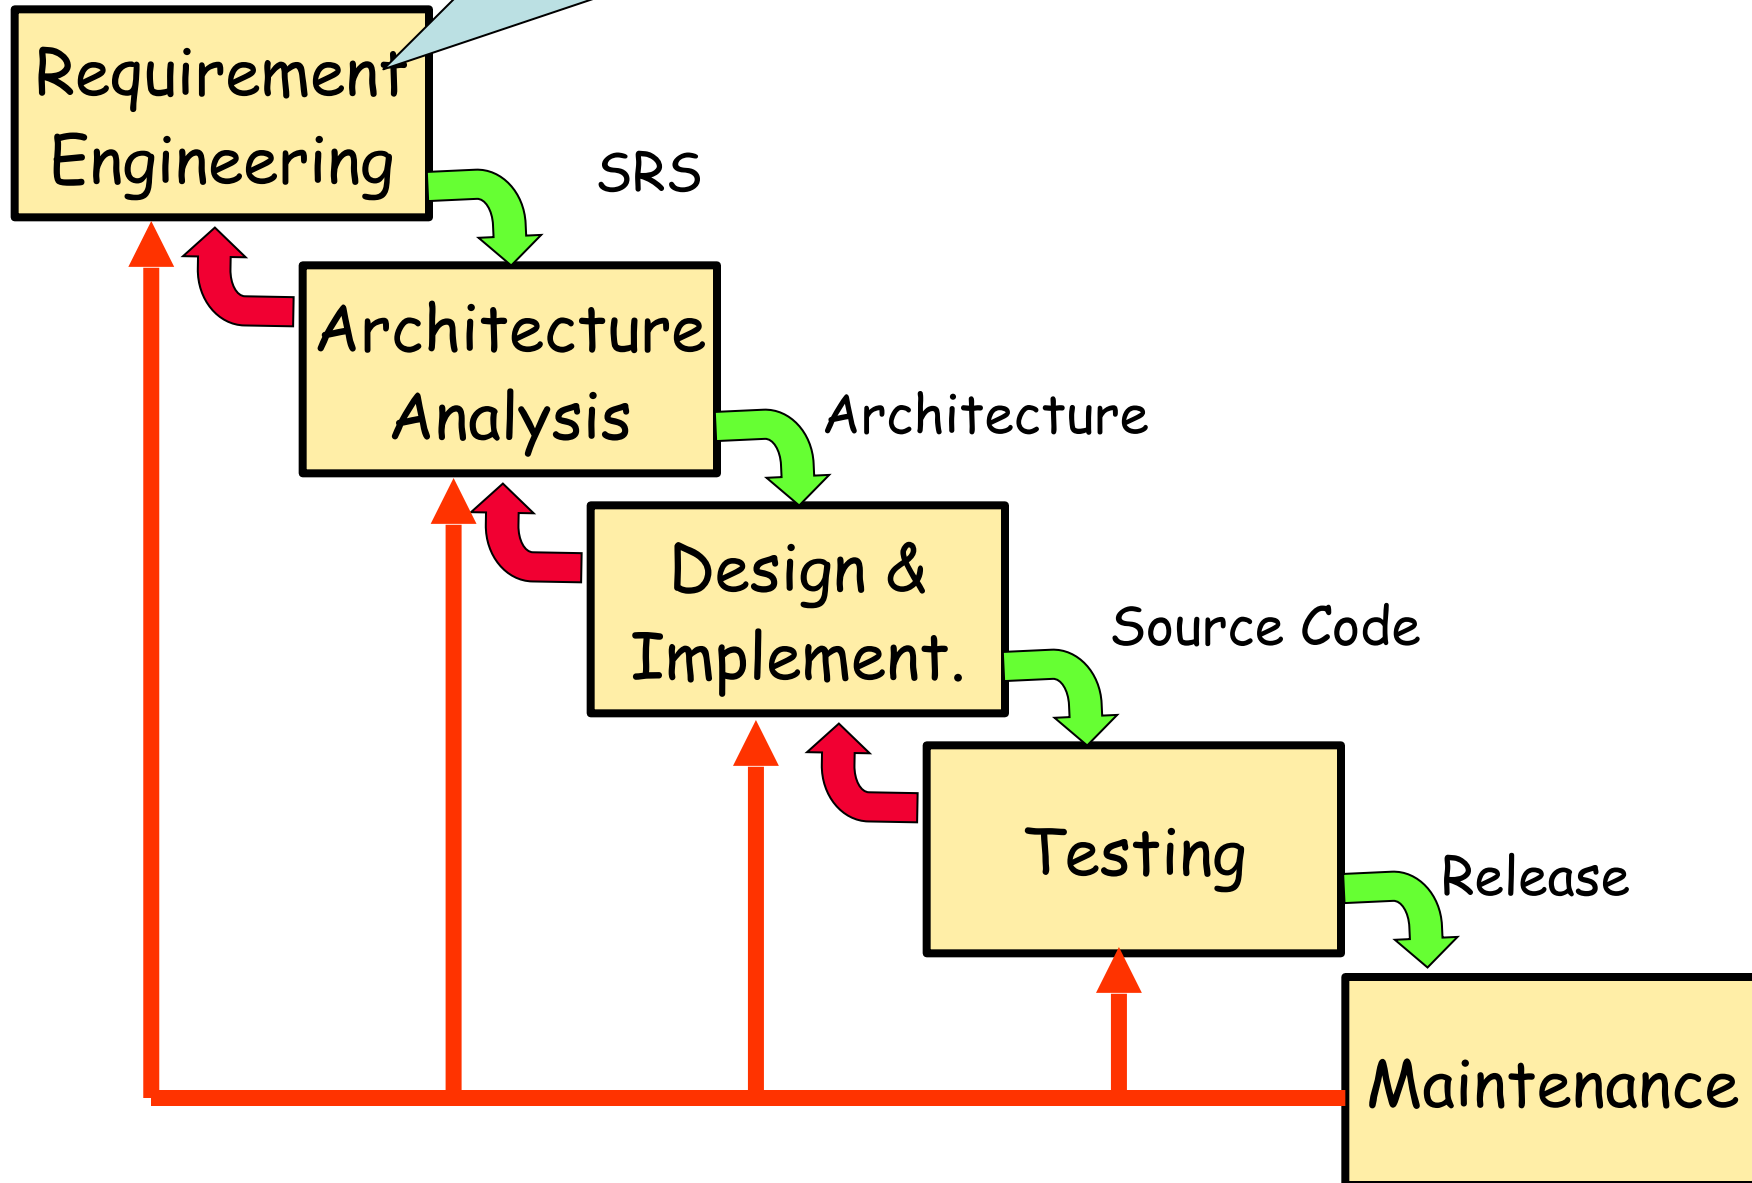 Requirement
Engineering
SRS
Architecture
Analysis
Architecture
Design &
Implement.
Source Code
Testing
Release
Maintenance